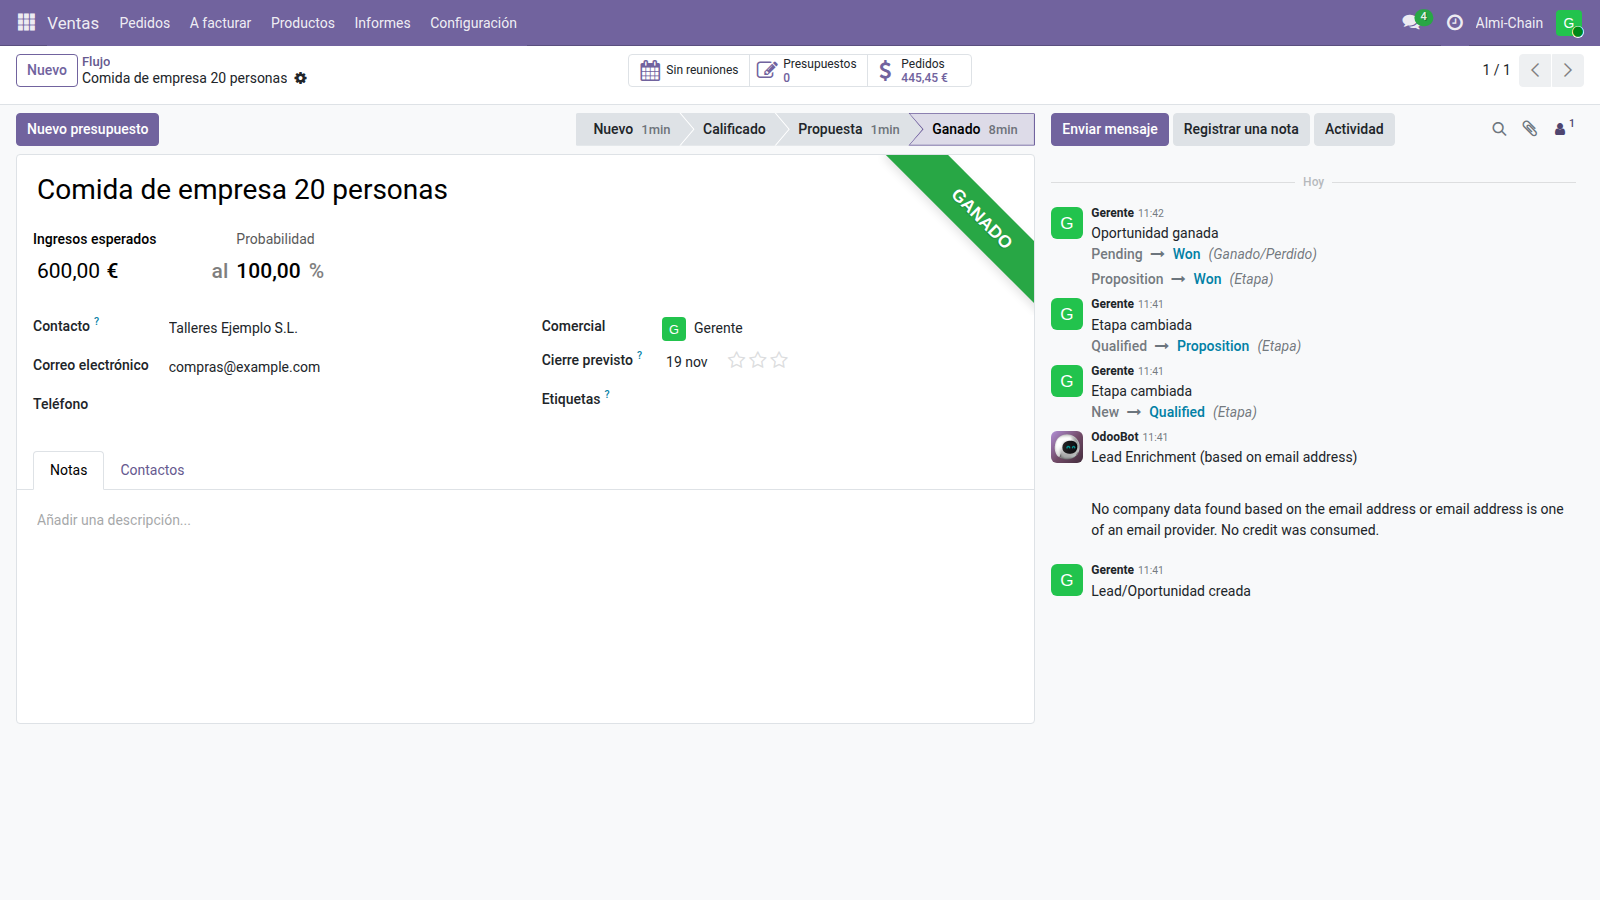 Ventas Pedidos A facturar Productos Informes Configuración 4 Almi-Chain G
Nuevo
Flujo
Comida de empresa 20 personas
Sin reuniones
Presupuestos
0
Pedidos
445,45 €
1 / 1
Nuevo presupuesto
Nuevo 1min Calificado Propuesta 1min Ganado 8min
Enviar mensaje Registrar una nota Actividad 1
GANADO
Comida de empresa 20 personas
Ingresos esperados Probabilidad
600,00 € al 100,00 %
Contacto ? Talleres Ejemplo S.L.
Correo electrónico compras@example.com
Teléfono
Comercial G Gerente
Cierre previsto ? 19 nov
Etiquetas ?
Notas Contactos
Añadir una descripción...
Hoy
G Gerente 11:42
Oportunidad ganada
Pending → Won (Ganado/Perdido)
Proposition → Won (Etapa)
G Gerente 11:41
Etapa cambiada
Qualified → Proposition (Etapa)
G Gerente 11:41
Etapa cambiada
New → Qualified (Etapa)
OdooBot 11:41
Lead Enrichment (based on email address)
No company data found based on the email address or email address is one
of an email provider. No credit was consumed.
G Gerente 11:41
Lead/Oportunidad creada